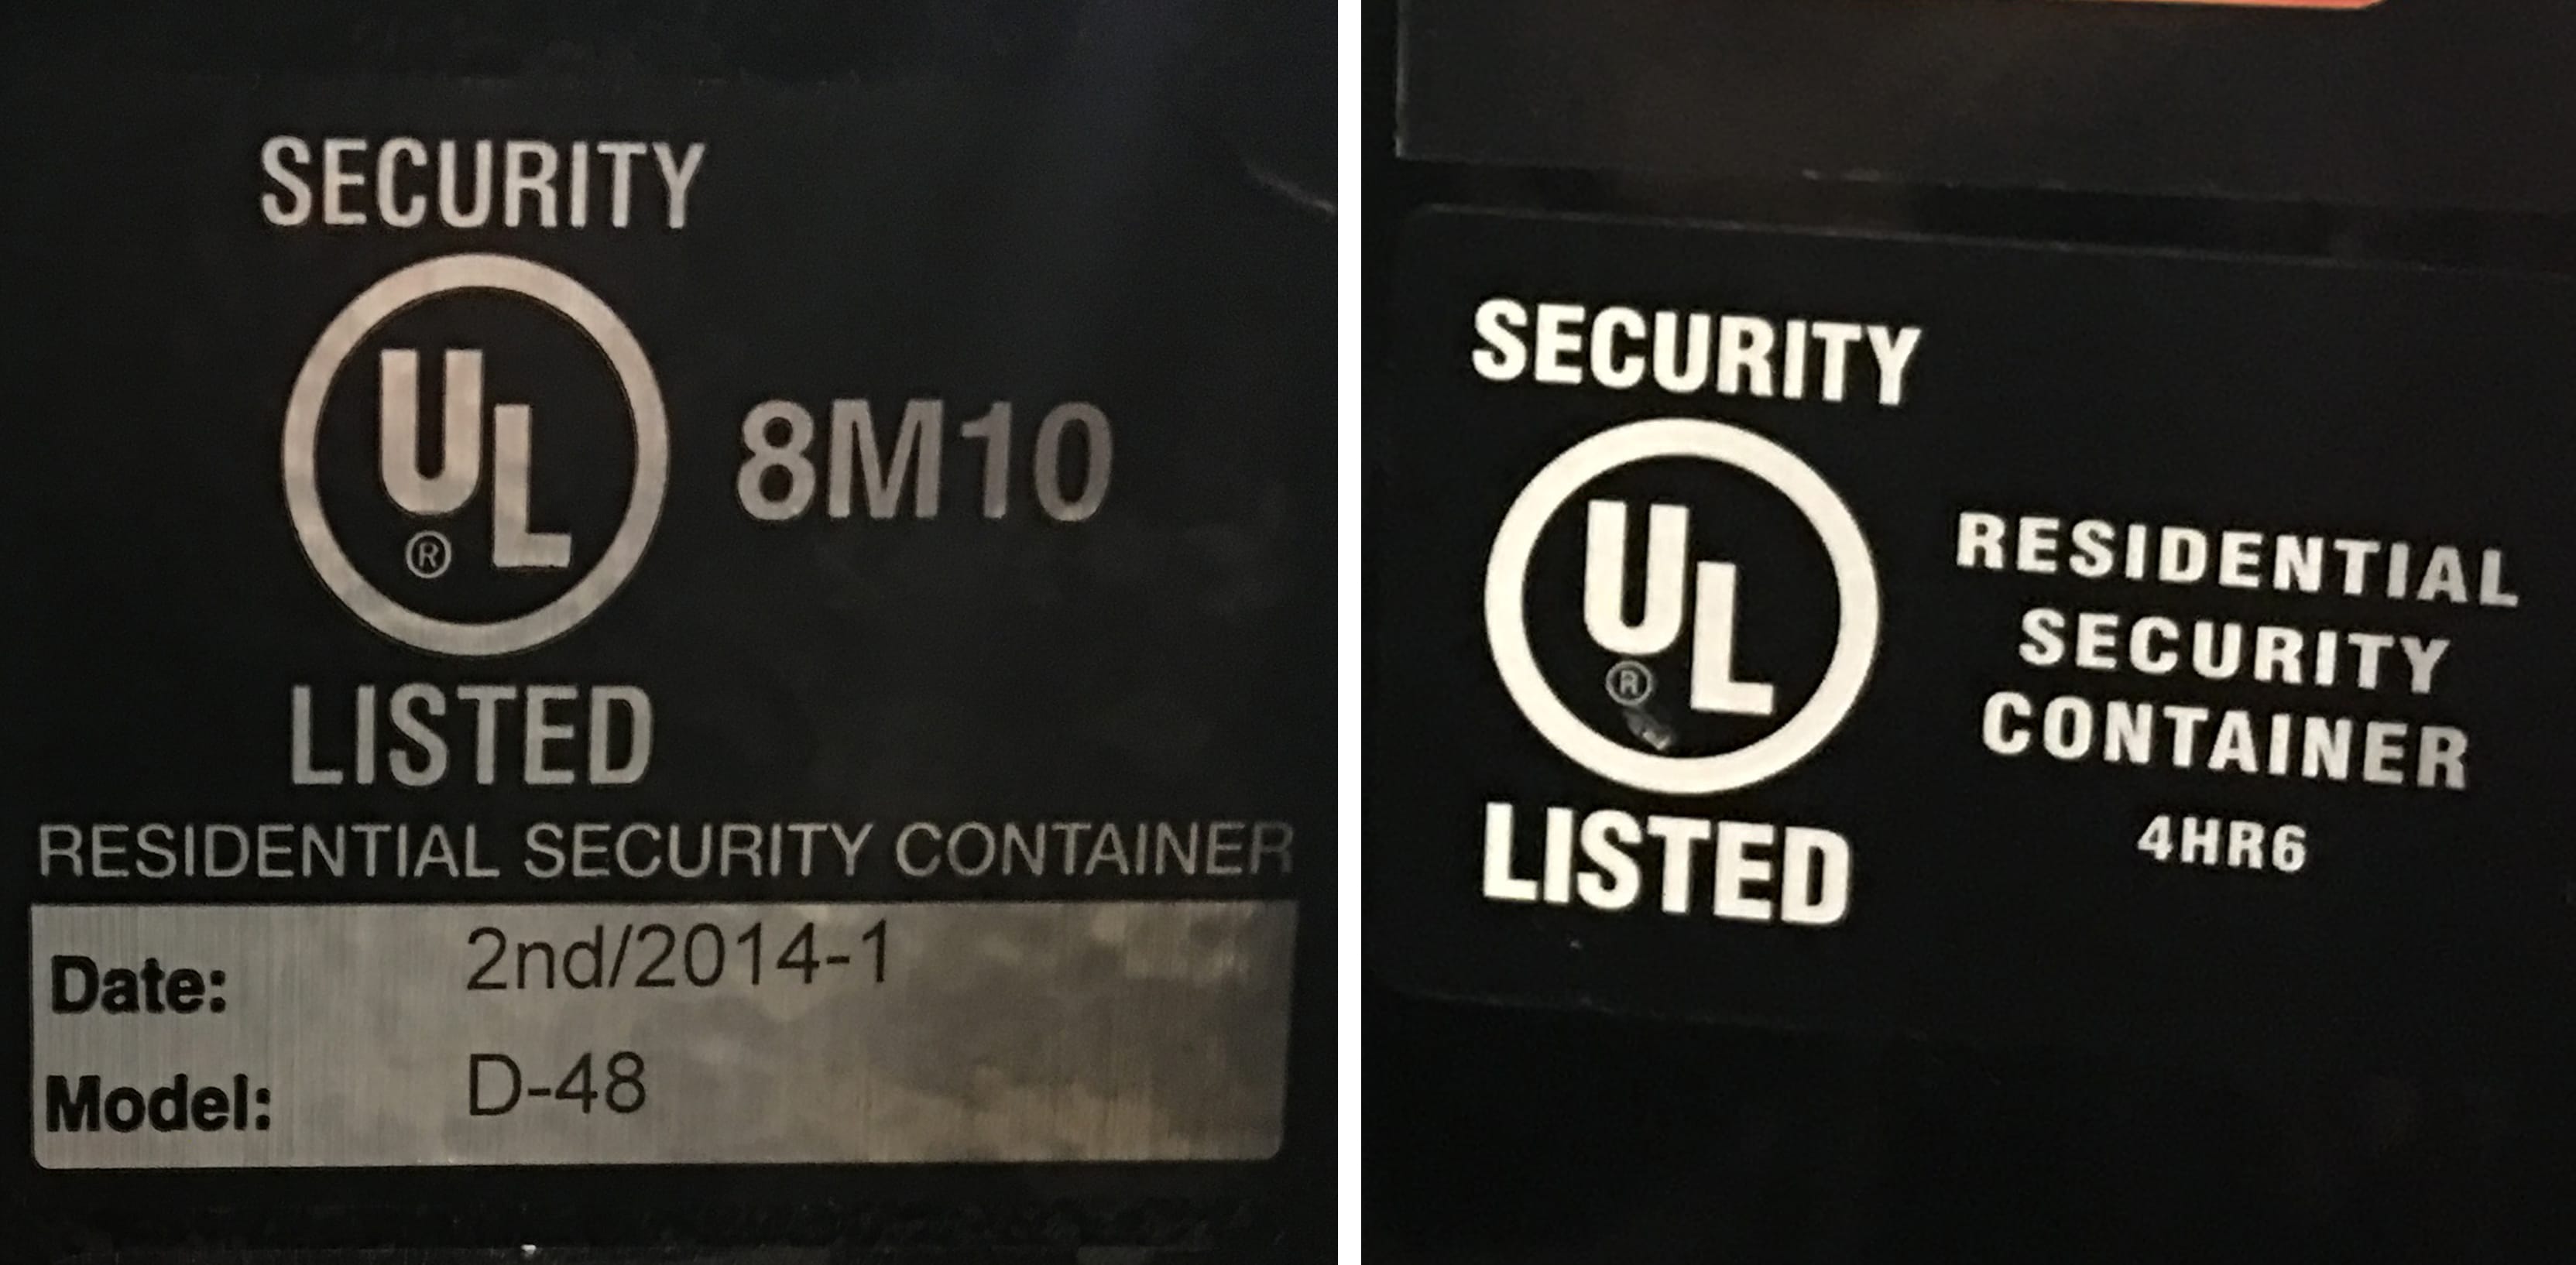 SECURITY
UL
®
8M10
LISTED
RESIDENTIAL SECURITY CONTAINER
Date: 2nd/2014-1
Model: D-48
SECURITY
UL
®
LISTED
RESIDENTIAL
SECURITY
CONTAINER
4HR6